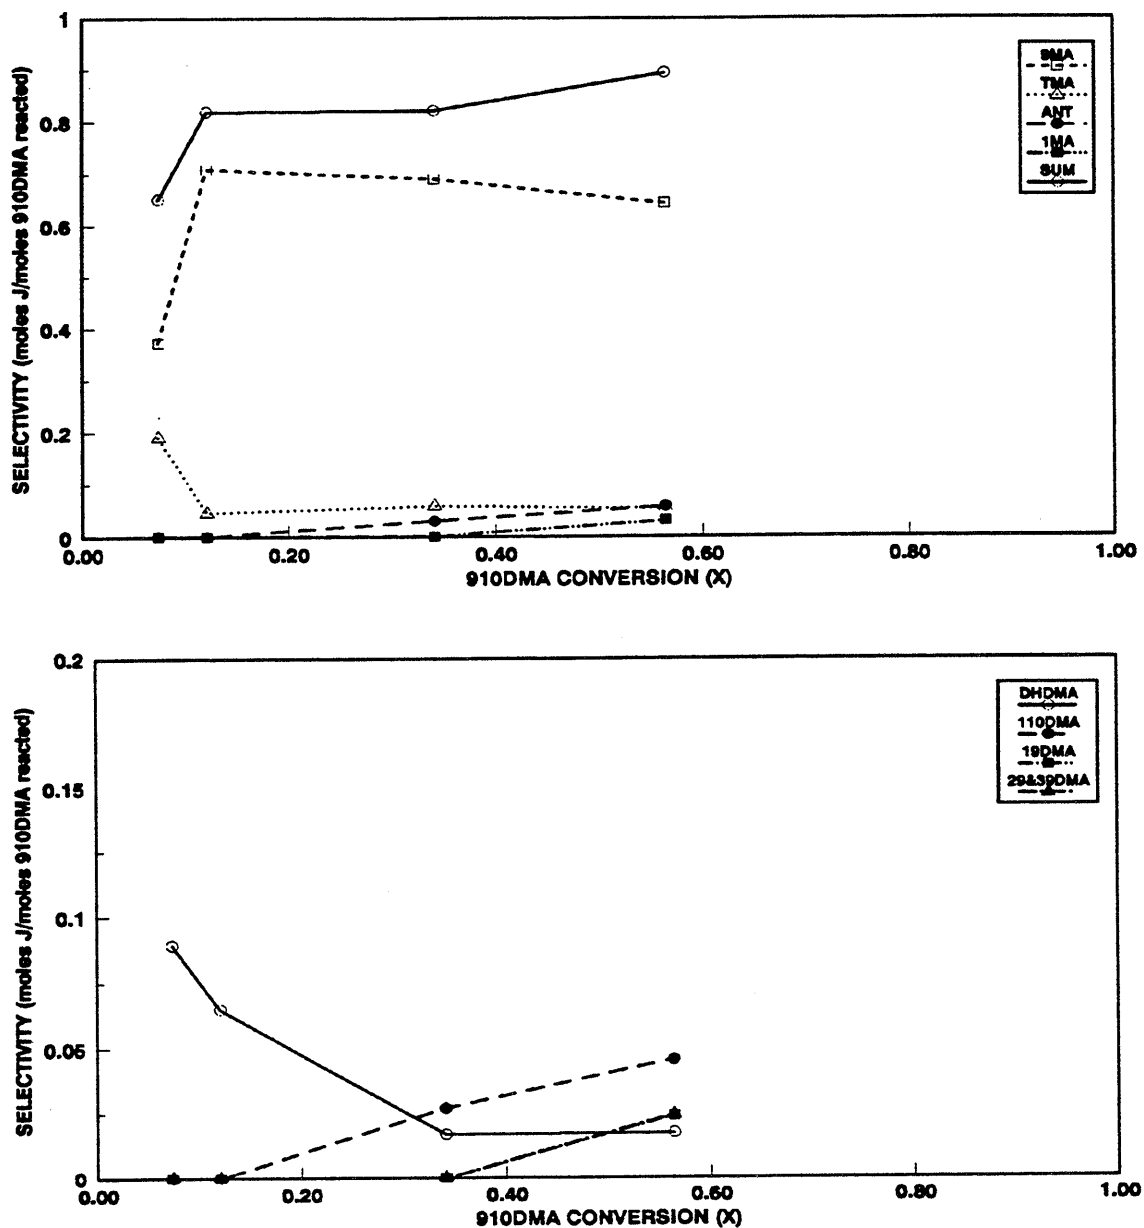 1
0.8
0.6
0.4
0.2
0
SELECTIVITY (moles J/moles 910DMA reacted)
0.00 0.20 0.40 0.60 0.80 1.00
910DMA CONVERSION (X)
9MA
TMA
ANT
1MA
SUM
0.2
0.15
0.1
0.05
0
SELECTIVITY (moles J/moles 910DMA reacted)
0.00 0.20 0.40 0.60 0.80 1.00
910DMA CONVERSION (X)
DHDMA
110DMA
19DMA
29&39DMA